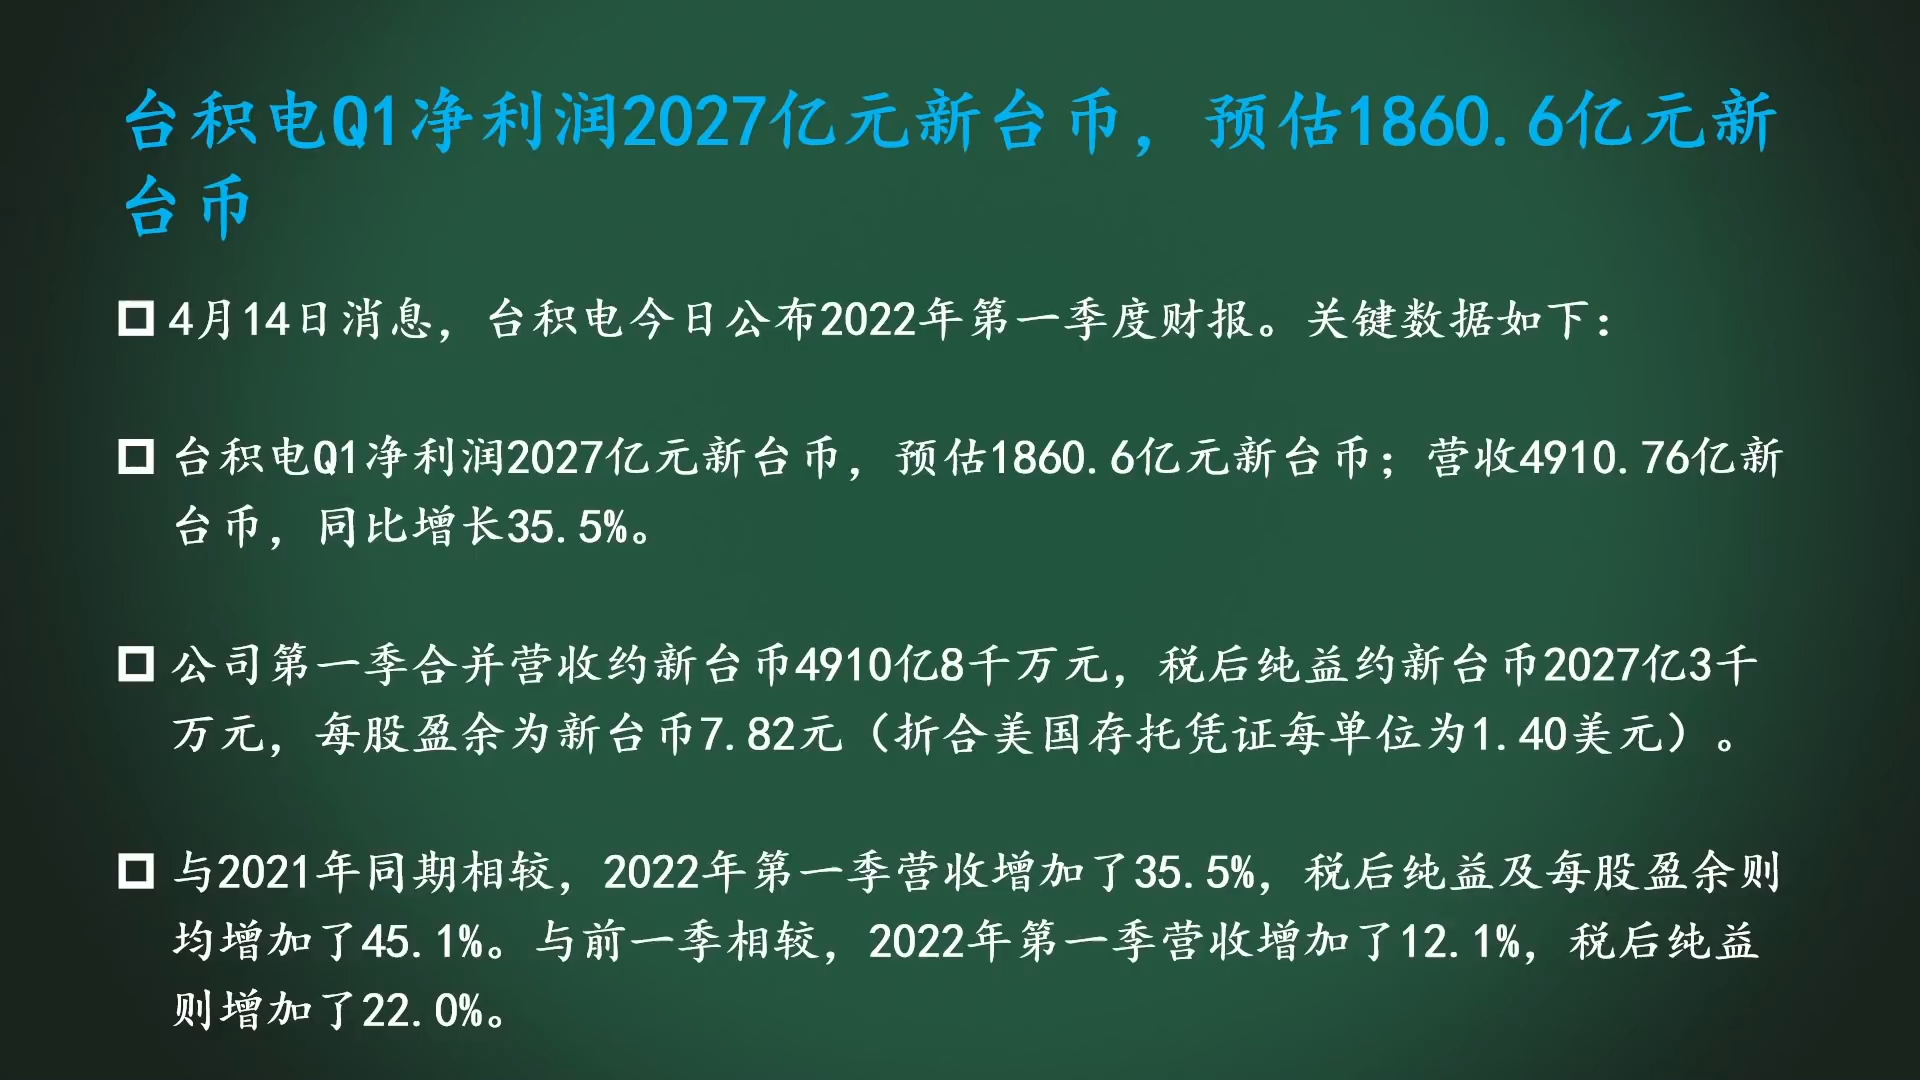 台积电Q1净利润2027亿元新台币，预估1860.6亿元新
台币
4月14日消息，台积电今日公布2022年第一季度财报。关键数据如下：
台积电Q1净利润2027亿元新台币，预估1860.6亿元新台币；营收4910.76亿新
台币，同比增长35.5%。
公司第一季合并营收约新台币4910亿8千万元，税后纯益约新台币2027亿3千
万元，每股盈余为新台币7.82元（折合美国存托凭证每单位为1.40美元）。
与2021年同期相较，2022年第一季营收增加了35.5%，税后纯益及每股盈余则
均增加了45.1%。与前一季相较，2022年第一季营收增加了12.1%，税后纯益
则增加了22.0%。